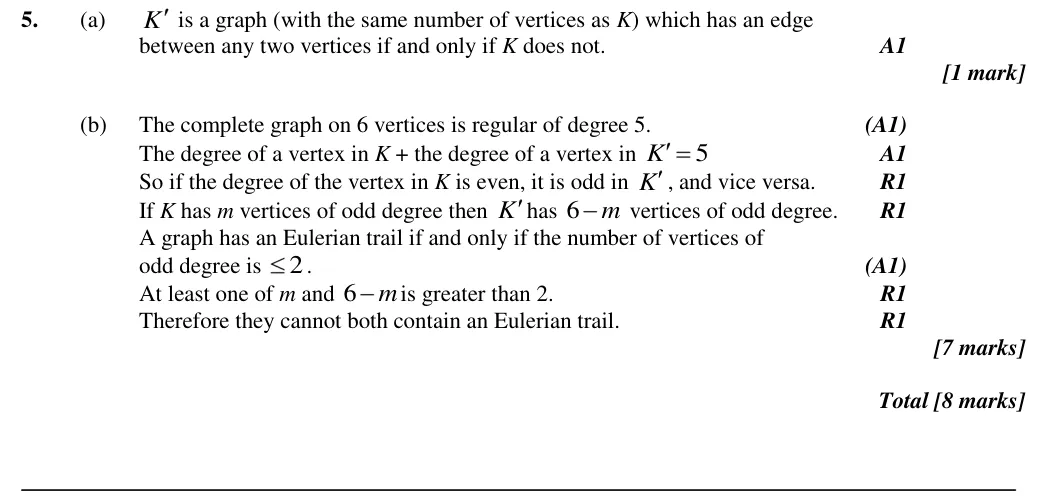 5. (a) K′ is a graph (with the same number of vertices as K) which has an edge
between any two vertices if and only if K does not. A1
[1 mark]
(b) The complete graph on 6 vertices is regular of degree 5. (A1)
The degree of a vertex in K + the degree of a vertex in K′ = 5 A1
So if the degree of the vertex in K is even, it is odd in K′ , and vice versa. R1
If K has m vertices of odd degree then K′ has 6 − m vertices of odd degree. R1
A graph has an Eulerian trail if and only if the number of vertices of
odd degree is ≤ 2 . (A1)
At least one of m and 6 − m is greater than 2. R1
Therefore they cannot both contain an Eulerian trail. R1
[7 marks]
Total [8 marks]